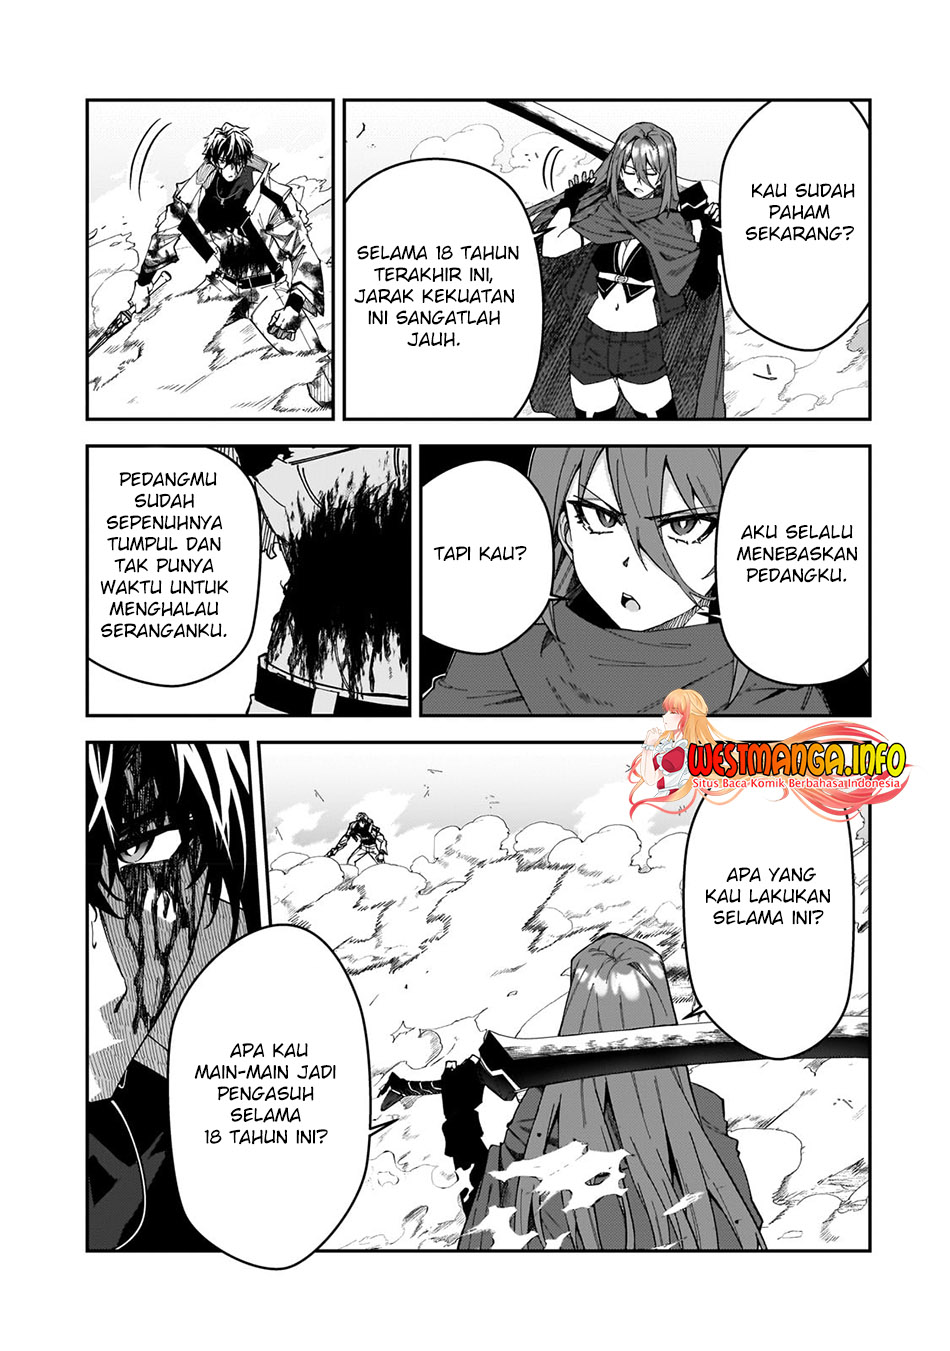 KAU SUDAH
PAHAM
SEKARANG?
SELAMA 18 TAHUN
TERAKHIR INI,
JARAK KEKUATAN
INI SANGATLAH
JAUH.
AKU SELALU
MENEBASKAN
PEDANGKU.
TAPI KAU?
PEDANGMU
SUDAH
SEPENUHNYA
TUMPUL DAN
TAK PUNYA
WAKTU UNTUK
MENGHALAU
SERANGANKU.
WESTMANGA.INFO
Situs Baca Komik Berbahasa Indonesia
APA YANG
KAU LAKUKAN
SELAMA INI?
APA KAU
MAIN-MAIN JADI
PENGASUH
SELAMA
18 TAHUN INI?